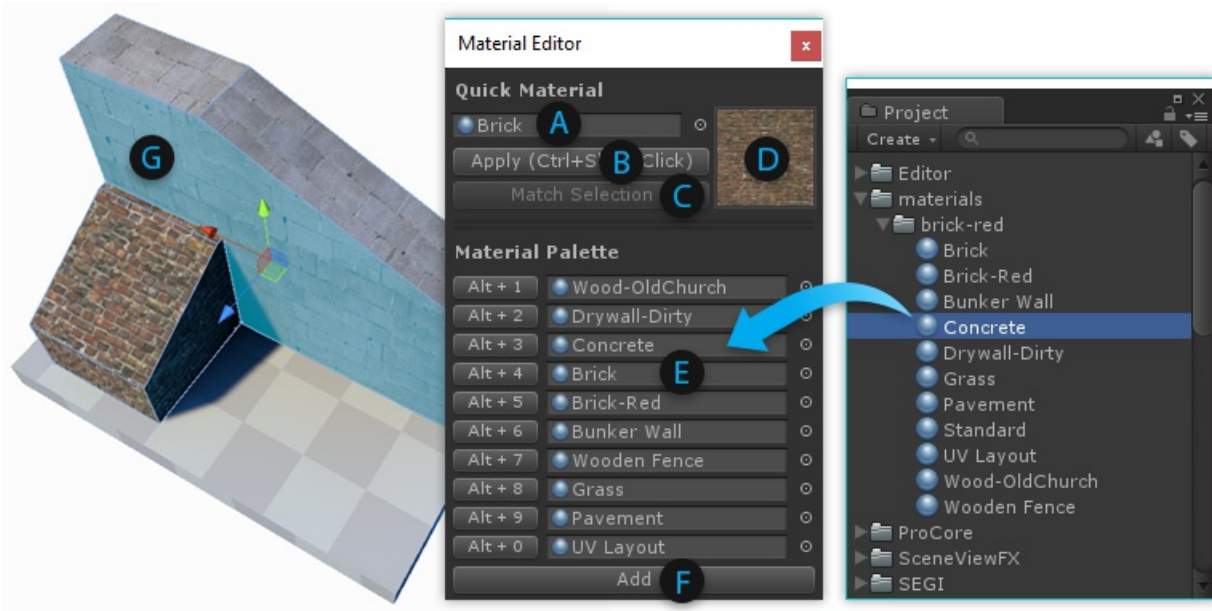 G
Material Editor
x
Quick Material
Brick
A
Apply (Ctrl+S
B
Click)
Match Selection
C
D
Material Palette
Alt + 1 Wood-OldChurch
Alt + 2 Drywall-Dirty
Alt + 3 Concrete
Alt + 4 Brick
E
Alt + 5 Brick-Red
Alt + 6 Bunker Wall
Alt + 7 Wooden Fence
Alt + 8 Grass
Alt + 9 Pavement
Alt + 0 UV Layout
Add
F
Project
Create
Editor
materials
brick-red
Brick
Brick-Red
Bunker Wall
Concrete
Drywall-Dirty
Grass
Pavement
Standard
UV Layout
Wood-OldChurch
Wooden Fence
ProCore
SceneViewFX
SEGI